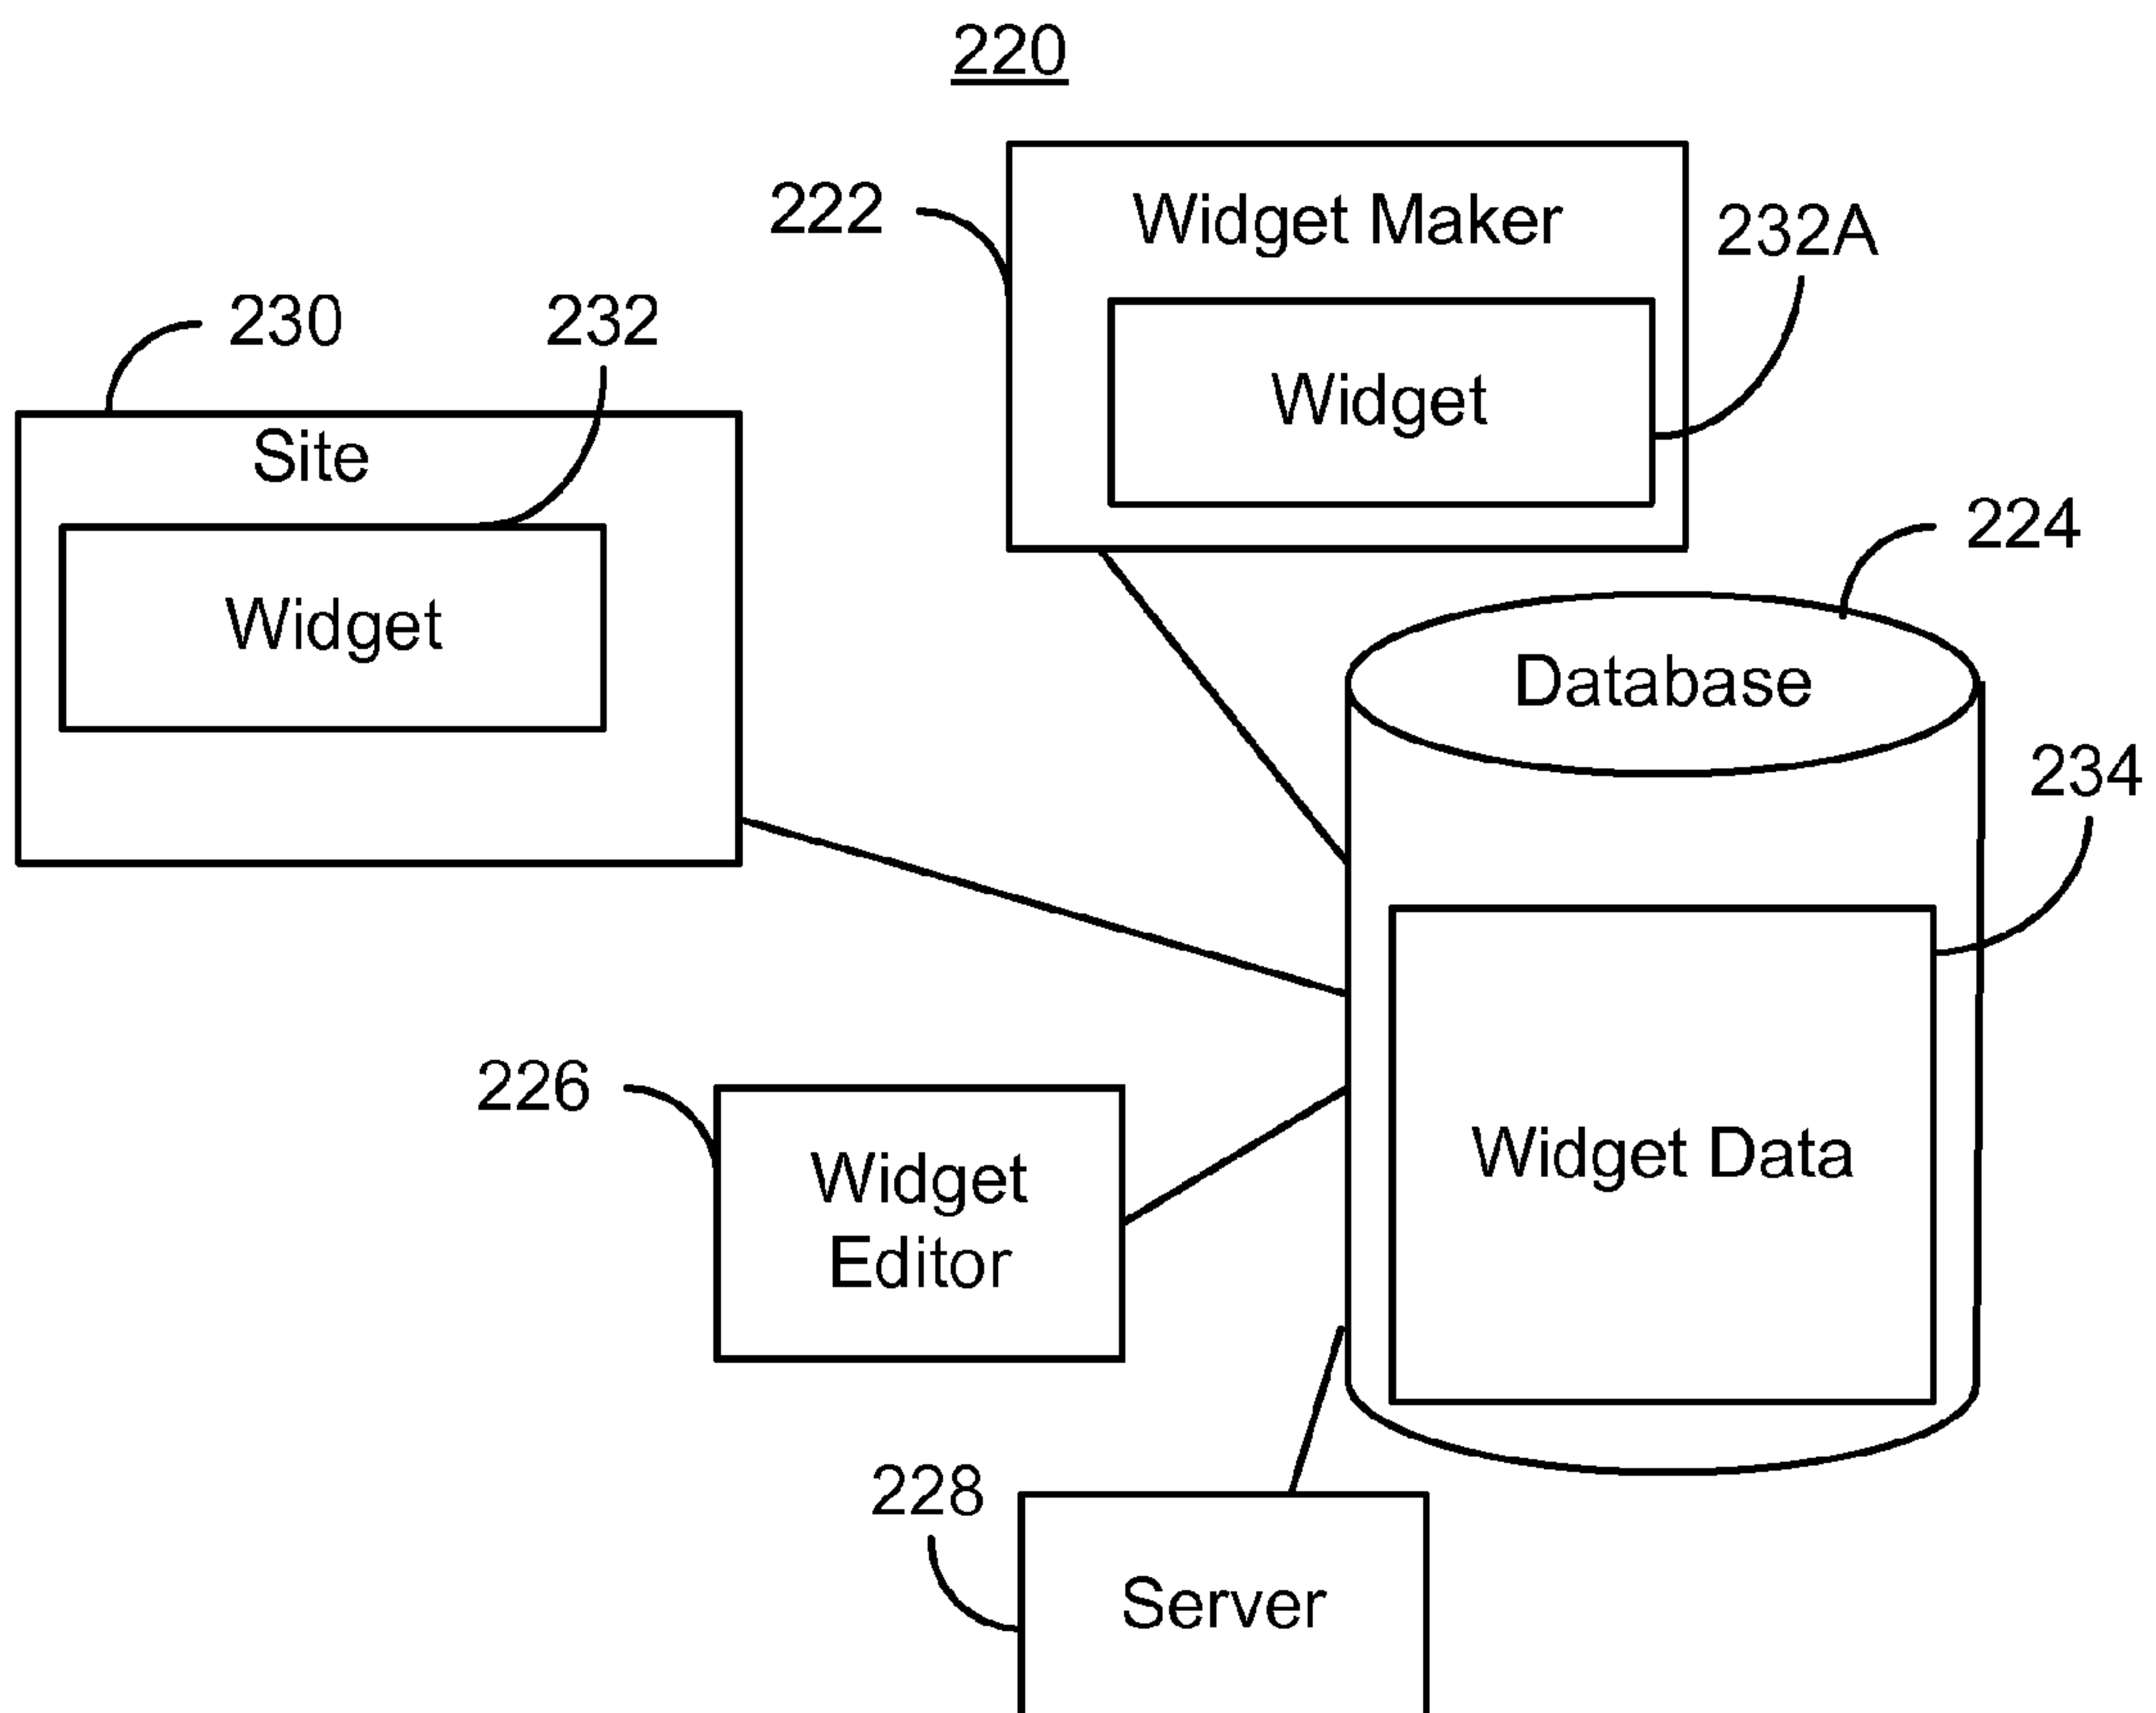 220
222
Widget Maker
232A
Widget
230
232
Site
Widget
224
Database
234
Widget Data
226
Widget
Editor
228
Server